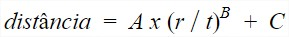 distância = A x (r / t)^B + C